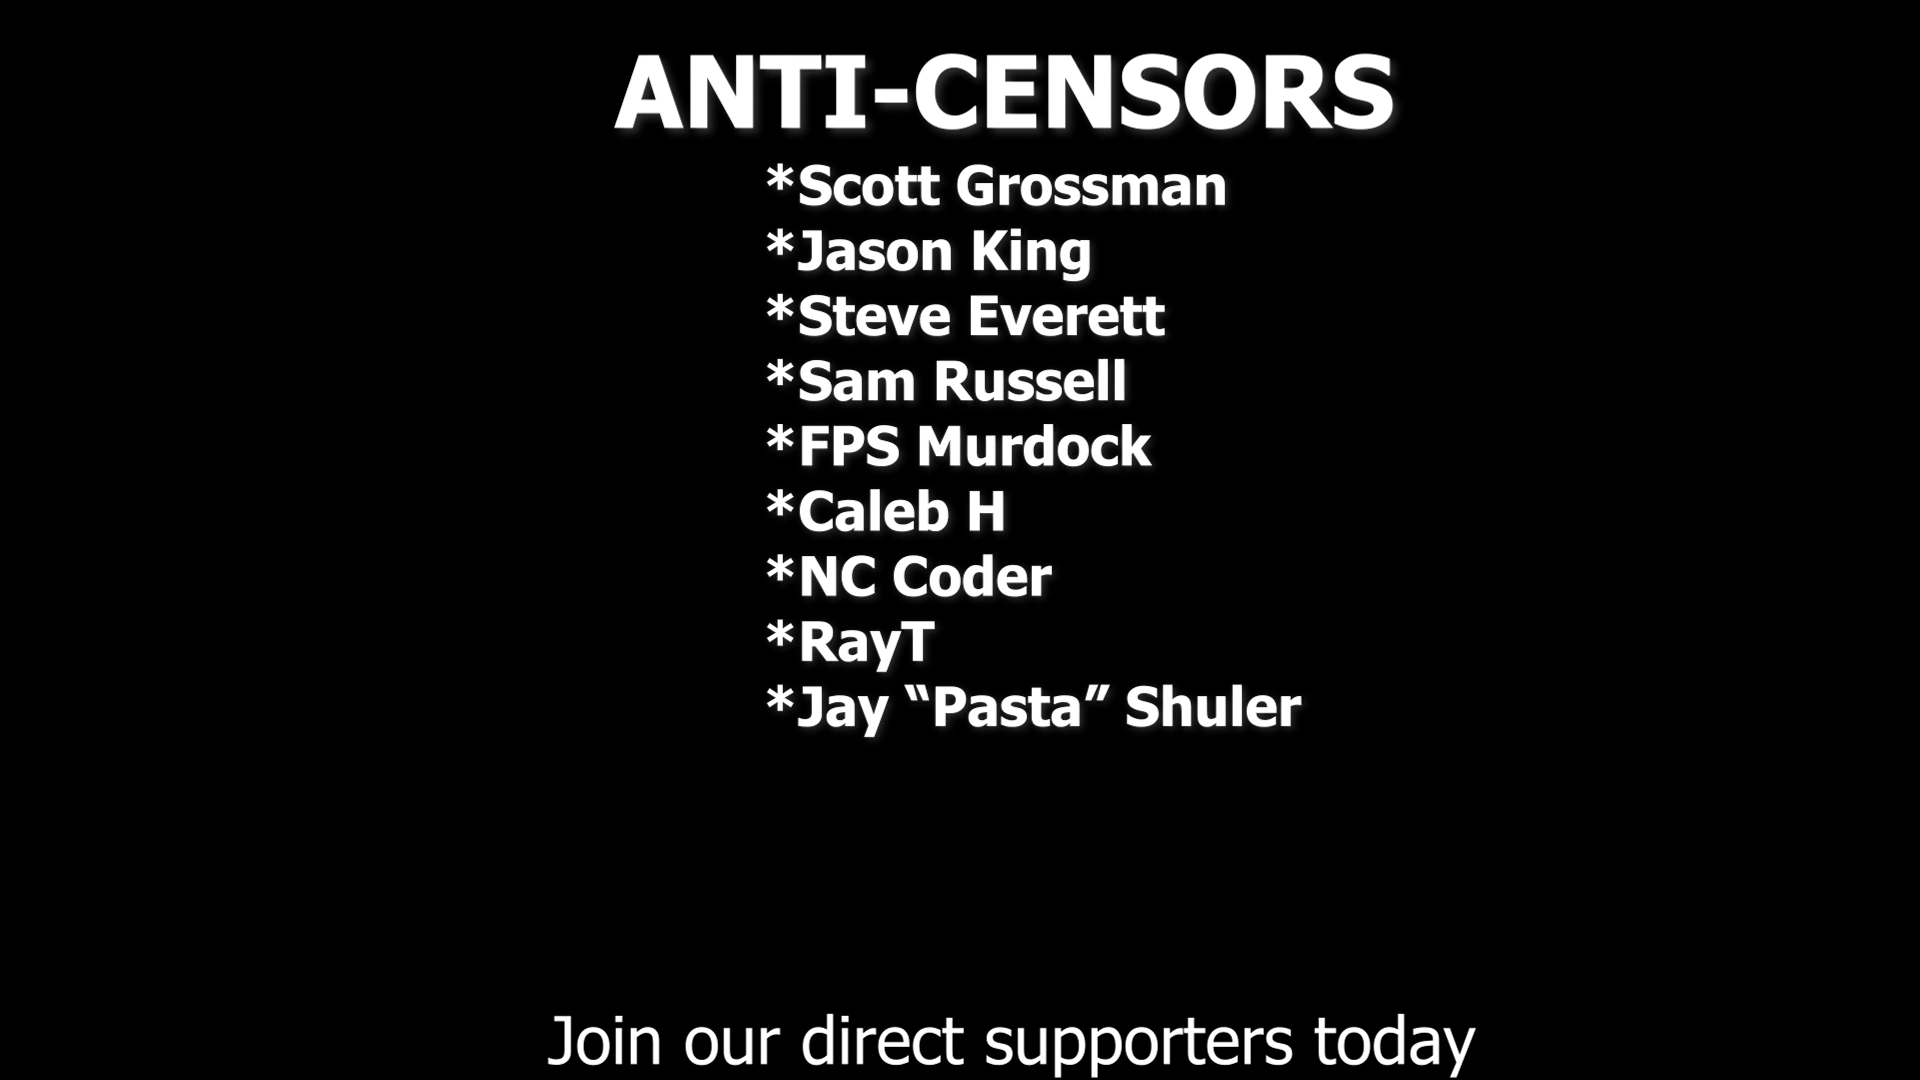 ANTI-CENSORS
*Scott Grossman
*Jason King
*Steve Everett
*Sam Russell
*FPS Murdock
*Caleb H
*NC Coder
*RayT
*Jay “Pasta” Shuler
Join our direct supporters today